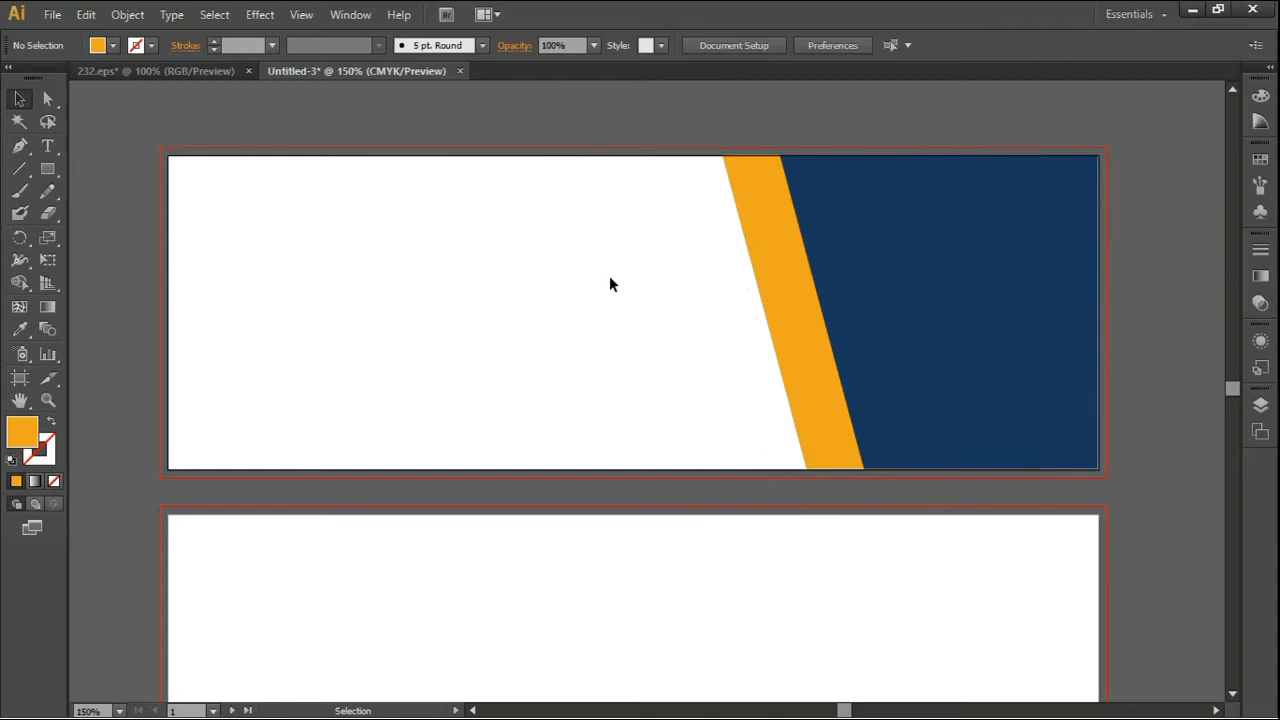 Ai File Edit Object Type Select Effect View Window Help Br Essentials
No Selection Stroke: 5 pt. Round Opacity: 100% Style: Document Setup Preferences
232.eps* @ 100% (RGB/Preview) × Untitled-3* @ 150% (CMYK/Preview) ×
T
150% 1 Selection